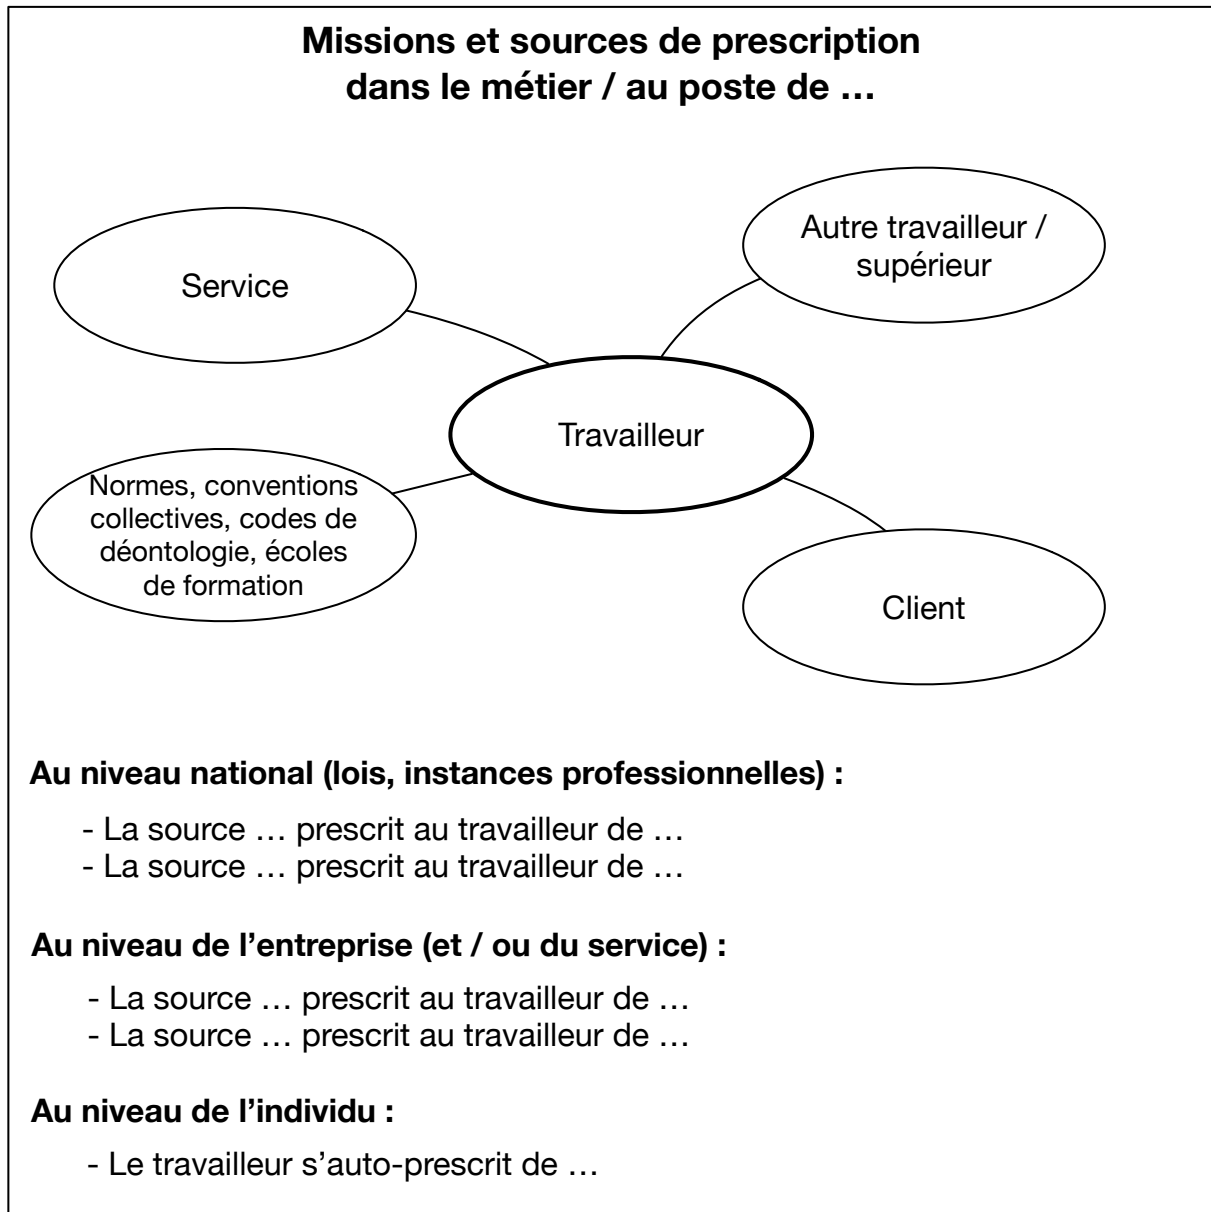 Missions et sources de prescription
dans le métier / au poste de …
Service
Autre travailleur /
supérieur
Travailleur
Normes, conventions
collectives, codes de
déontologie, écoles
de formation
Client
Au niveau national (lois, instances professionnelles) :
- La source … prescrit au travailleur de …
- La source … prescrit au travailleur de …
Au niveau de l’entreprise (et / ou du service) :
- La source … prescrit au travailleur de …
- La source … prescrit au travailleur de …
Au niveau de l’individu :
- Le travailleur s’auto-prescrit de …